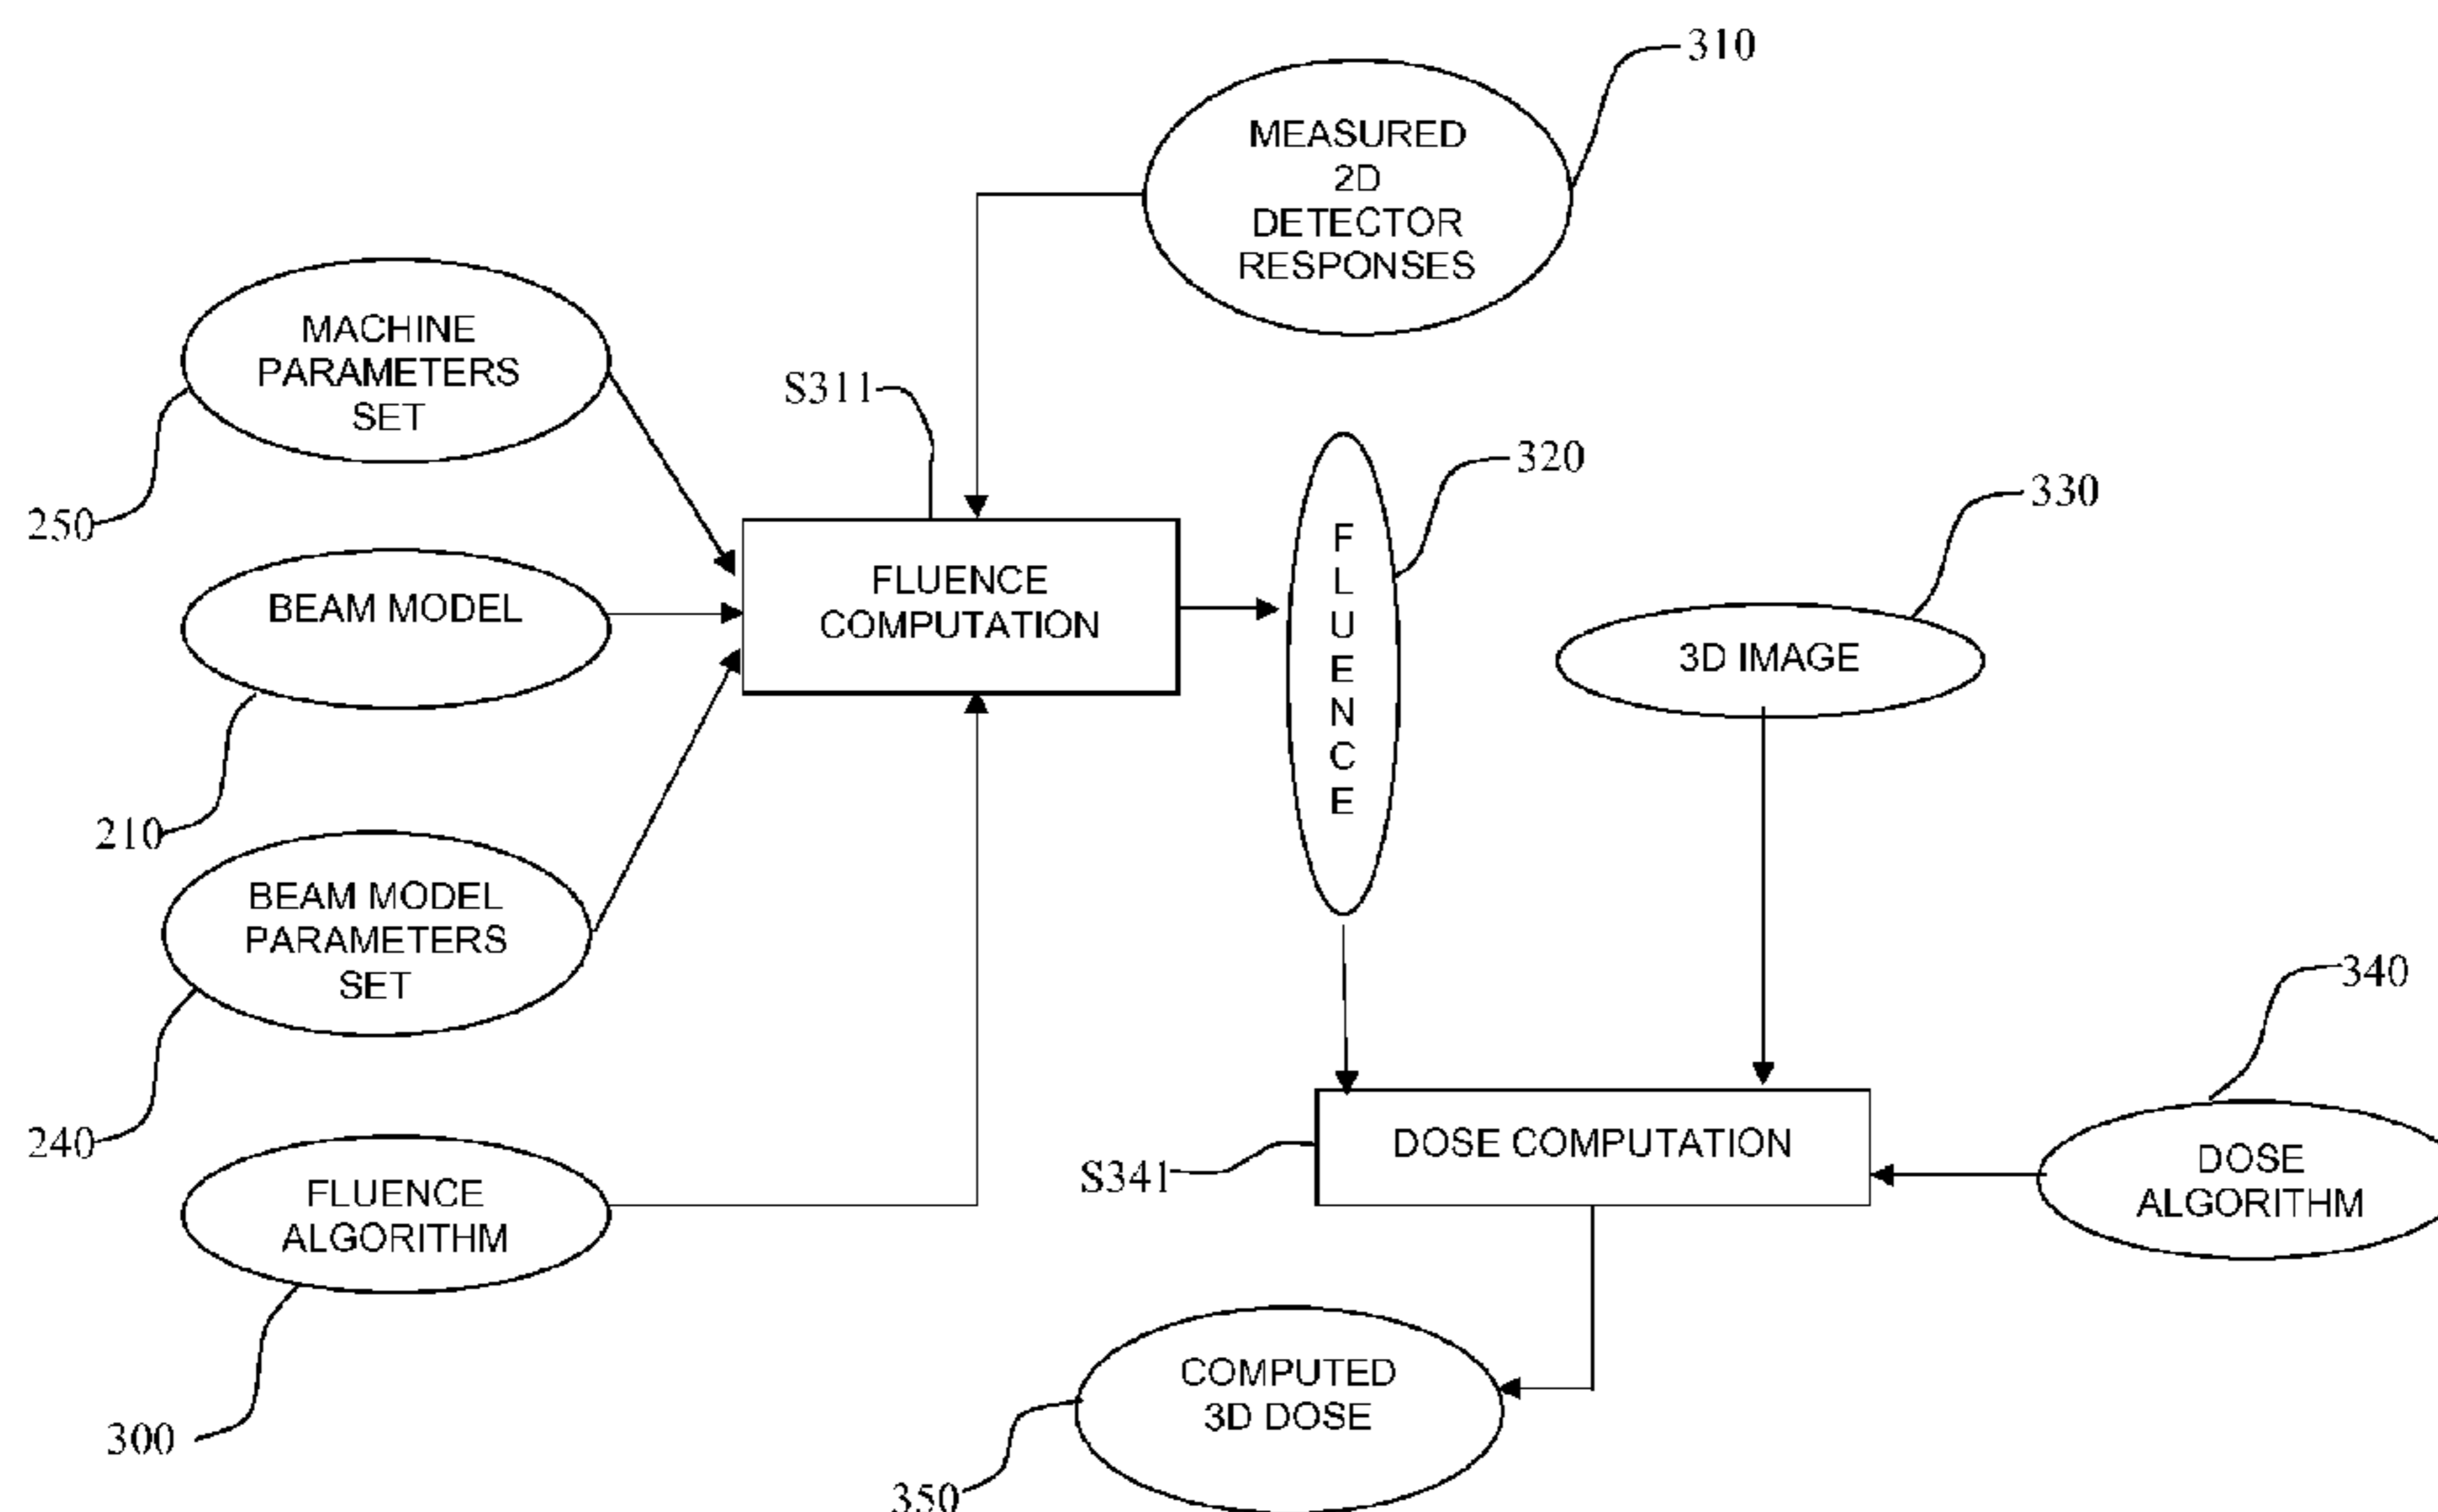 310
MEASURED
2D
DETECTOR
RESPONSES
MACHINE
PARAMETERS
SET
250
S311
FLUENCE
COMPUTATION
320
F
L
U
E
N
C
E
330
3D IMAGE
BEAM MODEL
210
BEAM MODEL
PARAMETERS
SET
240
FLUENCE
ALGORITHM
300
340
DOSE COMPUTATION
S341
DOSE
ALGORITHM
COMPUTED
3D DOSE
350